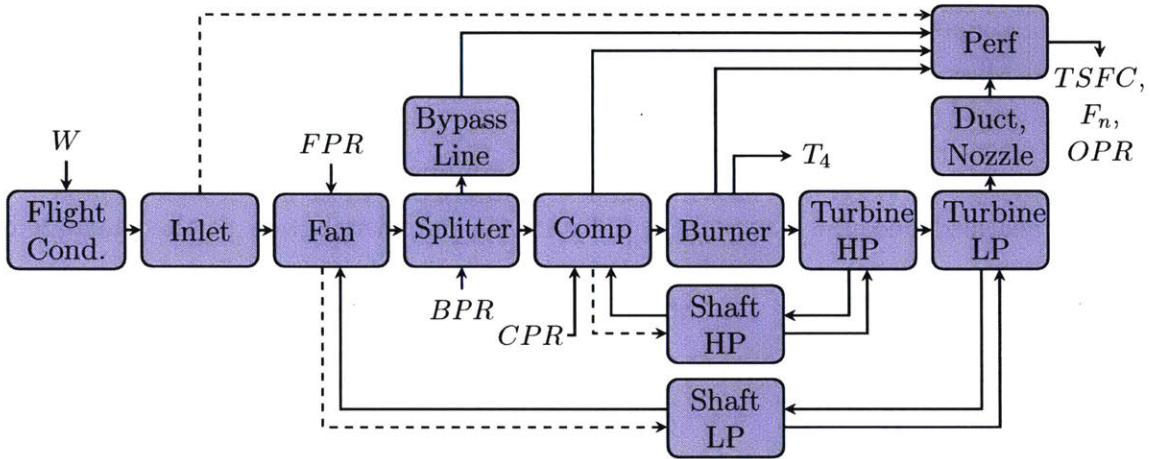 Perf
TSFC,
F_n,
OPR
Bypass
Line
Duct,
Nozzle
W
FPR
T_4
Flight
Cond.
Inlet
Fan
Splitter
Comp
Burner
Turbine
HP
Turbine
LP
BPR
CPR
Shaft
HP
Shaft
LP